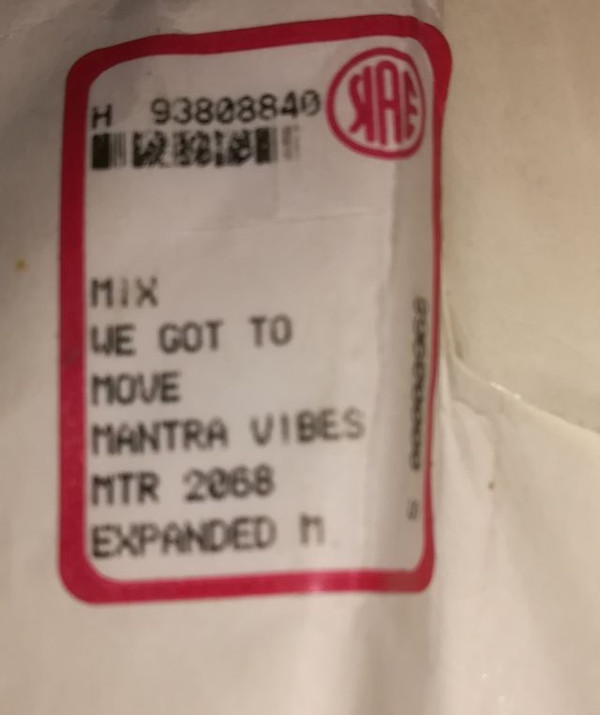 H 93808840
SIAE
MIX
WE GOT TO
MOVE
MANTRA VIBES
MTR 2068
EXPANDED M